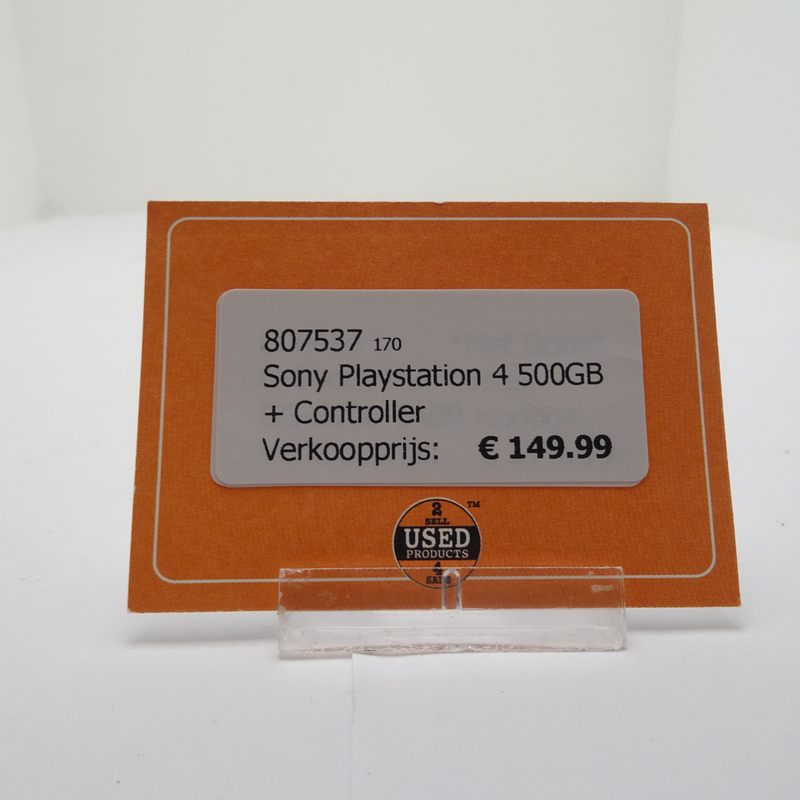 807537 170
Sony Playstation 4 500GB
+ Controller
Verkoopprijs: € 149.99
2 TM
SELL
USED
PRODUCTS
4
SALE